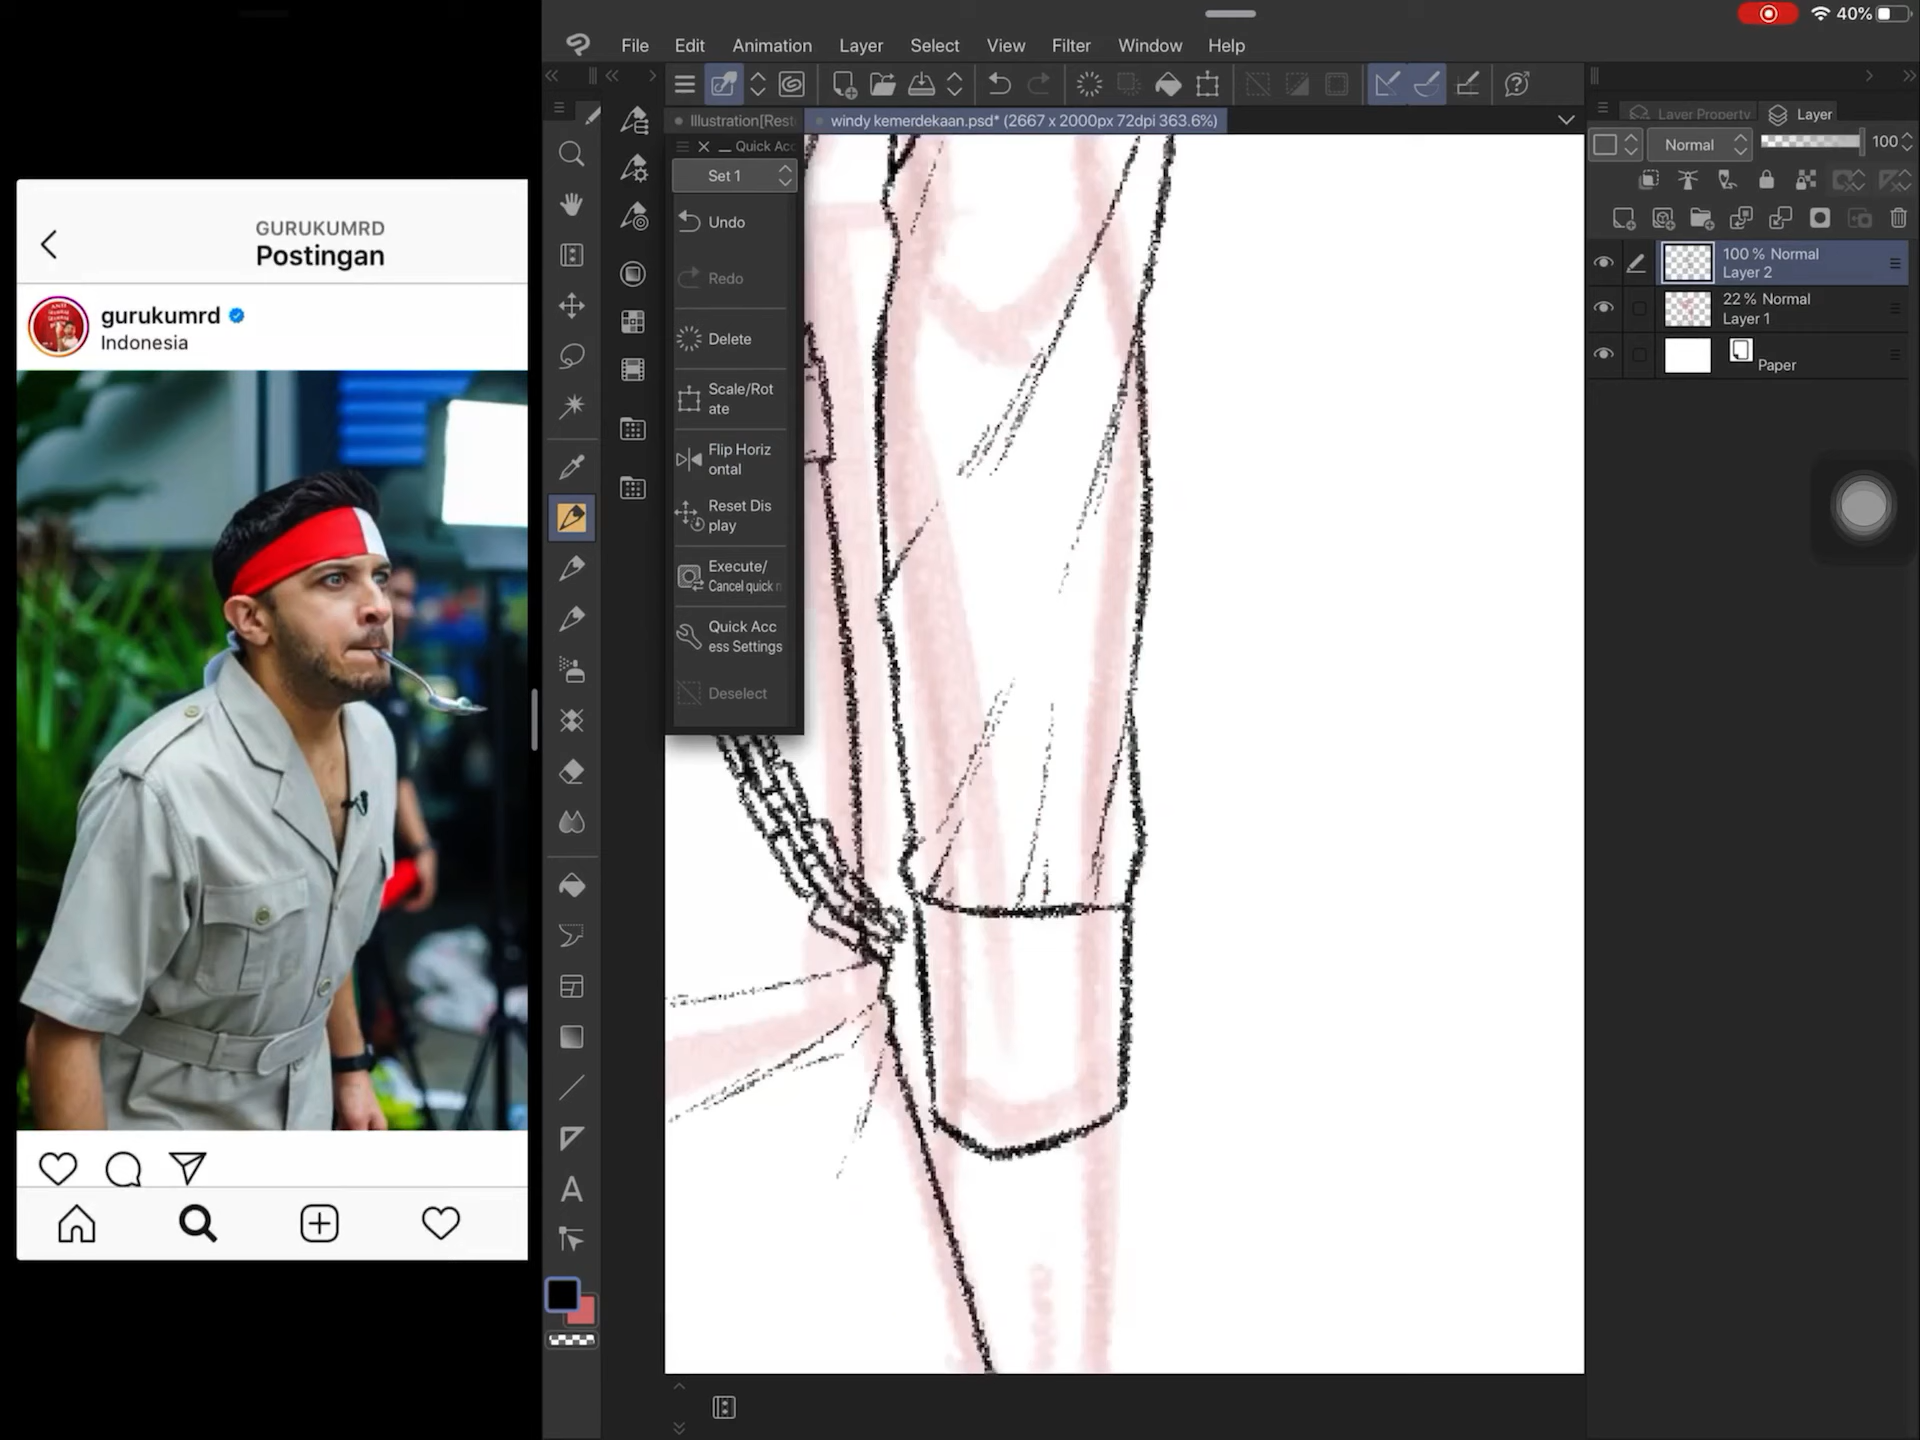 40%
File Edit Animation Layer Select View Filter Window Help
Illustration[Rest
windy kemerdekaan.psd* (2667 x 2000px 72dpi 363.6%)
Layer Property
Layer
Quick Acc
Set 1
Normal
100
GURUKUMRD
Postingan
gurukumrd
Indonesia
Undo
Redo
Delete
Scale/Rot
ate
Flip Horiz
ontal
Reset Dis
play
Execute/
Cancel quick
Quick Acc
ess Settings
Deselect
100 % Normal
Layer 2
22 % Normal
Layer 1
Paper
A